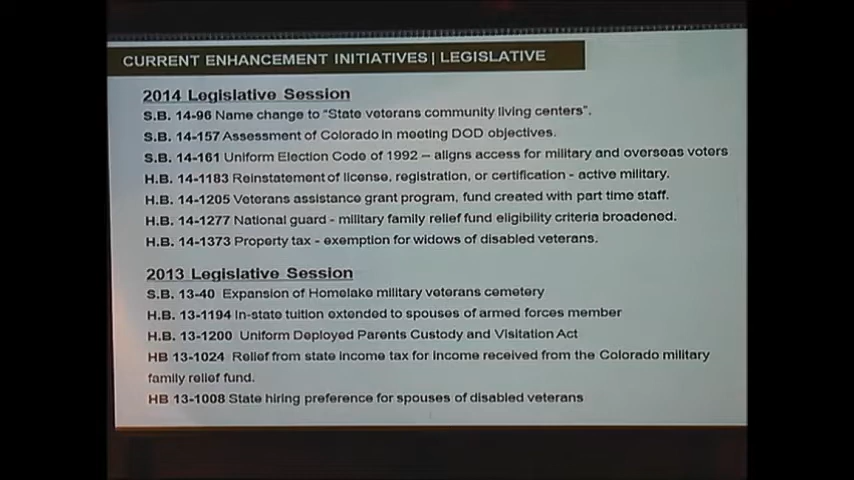 CURRENT ENHANCEMENT INITIATIVES | LEGISLATIVE
2014 Legislative Session
S.B. 14-96 Name change to "State veterans community living centers".
S.B. 14-157 Assessment of Colorado in meeting DOD objectives.
S.B. 14-161 Uniform Election Code of 1992 – aligns access for military and overseas voters
H.B. 14-1183 Reinstatement of license, registration, or certification - active military.
H.B. 14-1205 Veterans assistance grant program, fund created with part time staff.
H.B. 14-1277 National guard - military family relief fund eligibility criteria broadened.
H.B. 14-1373 Property tax - exemption for widows of disabled veterans.
2013 Legislative Session
S.B. 13-40 Expansion of Homelake military veterans cemetery
H.B. 13-1194 In-state tuition extended to spouses of armed forces member
H.B. 13-1200 Uniform Deployed Parents Custody and Visitation Act
HB 13-1024 Relief from state income tax for income received from the Colorado military
family relief fund.
HB 13-1008 State hiring preference for spouses of disabled veterans